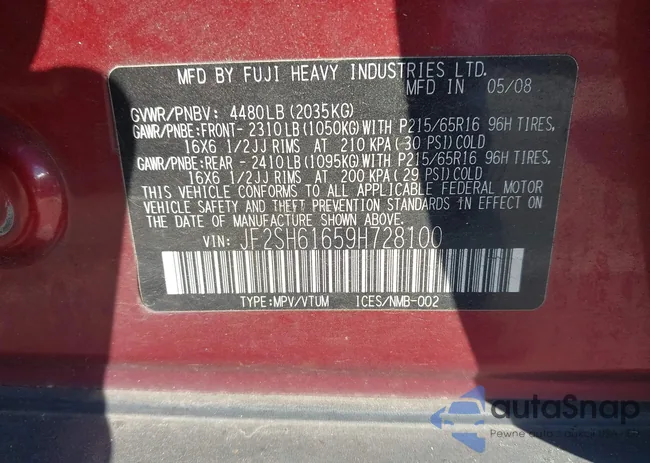 MFD BY FUJI HEAVY INDUSTRIES LTD.
MFD IN 05/08
GVWR/PNBV: 4480LB (2035KG)
GAWR/PNBE: FRONT- 2310LB (1050KG) WITH P215/65R16 96H TIRES,
16X6 1/2JJ RIMS AT 210 KPA (-30 PSI) COLD
GAWR/PNBE: REAR - 2410LB (1095KG) WITH P215/65R16 96H TIRES,
16X6 1/2JJ RIMS AT 200 KPA (29 PSI) COLD
THIS VEHICLE CONFORMS TO ALL APPLICABLE FEDERAL MOTOR
VEHICLE SAFETY AND THEFT PREVENTION STANDARDS IN EFFECT ON
THE DATE OF MANUFACTURE SHOWN ABOVE.
VIN: JF2SH61659H728100
TYPE: MPV/VTUM ICES/NMB-002
autoSnap